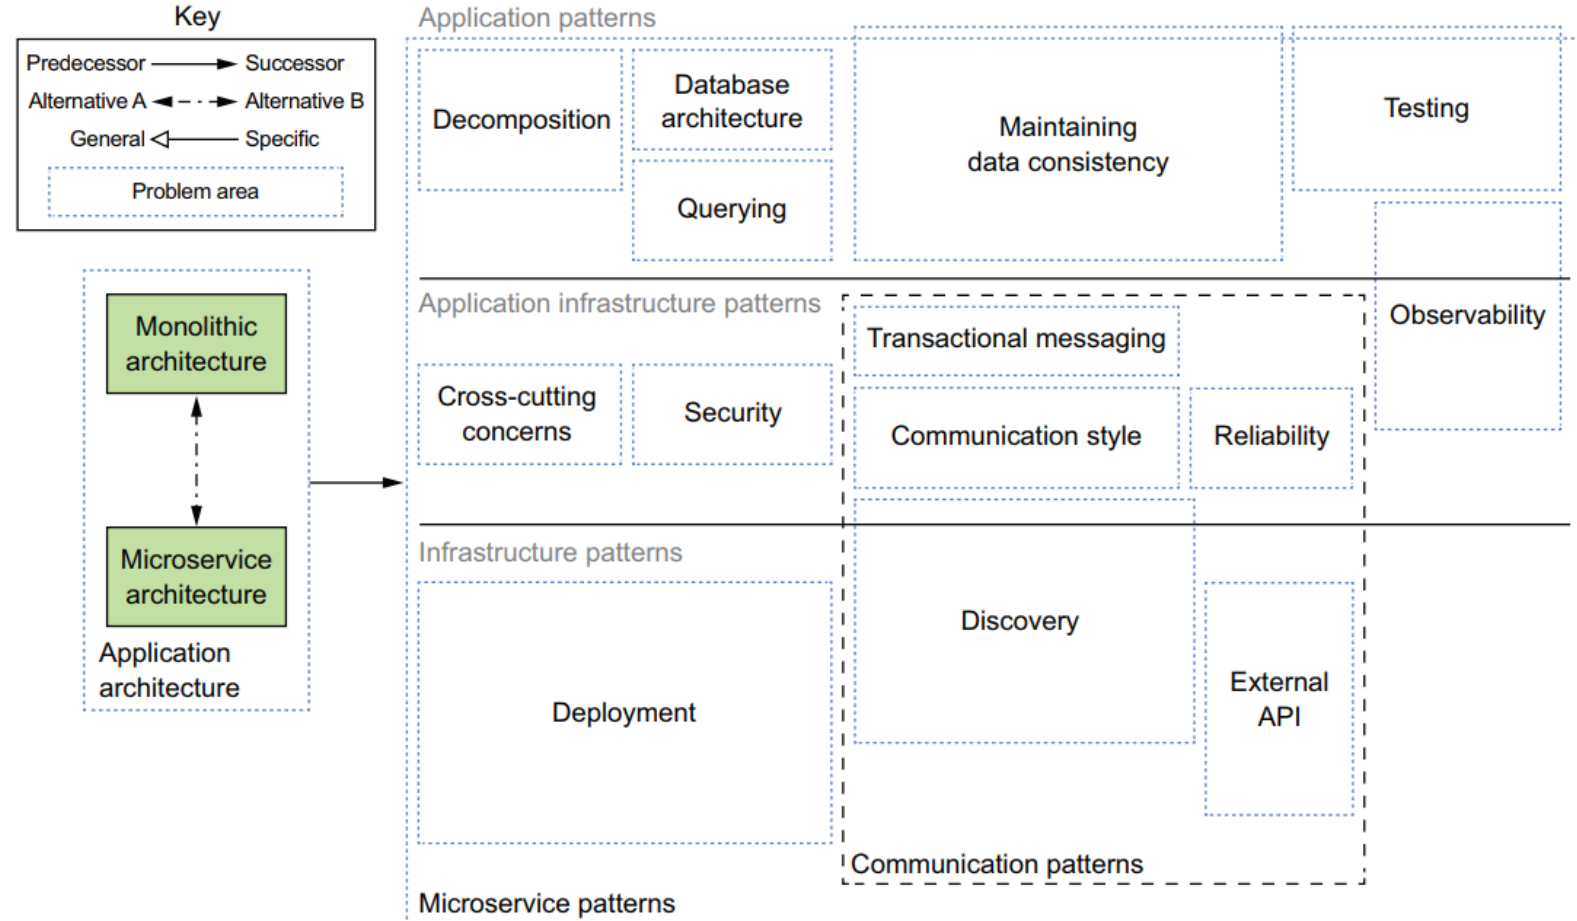 Key
Predecessor Successor
Alternative A Alternative B
General Specific
Problem area
Monolithic
architecture
Microservice
architecture
Application
architecture
Application patterns
Decomposition
Database
architecture
Querying
Maintaining
data consistency
Testing
Observability
Application infrastructure patterns
Cross-cutting
concerns
Security
Transactional messaging
Communication style
Reliability
Infrastructure patterns
Deployment
Discovery
External
API
Communication patterns
Microservice patterns